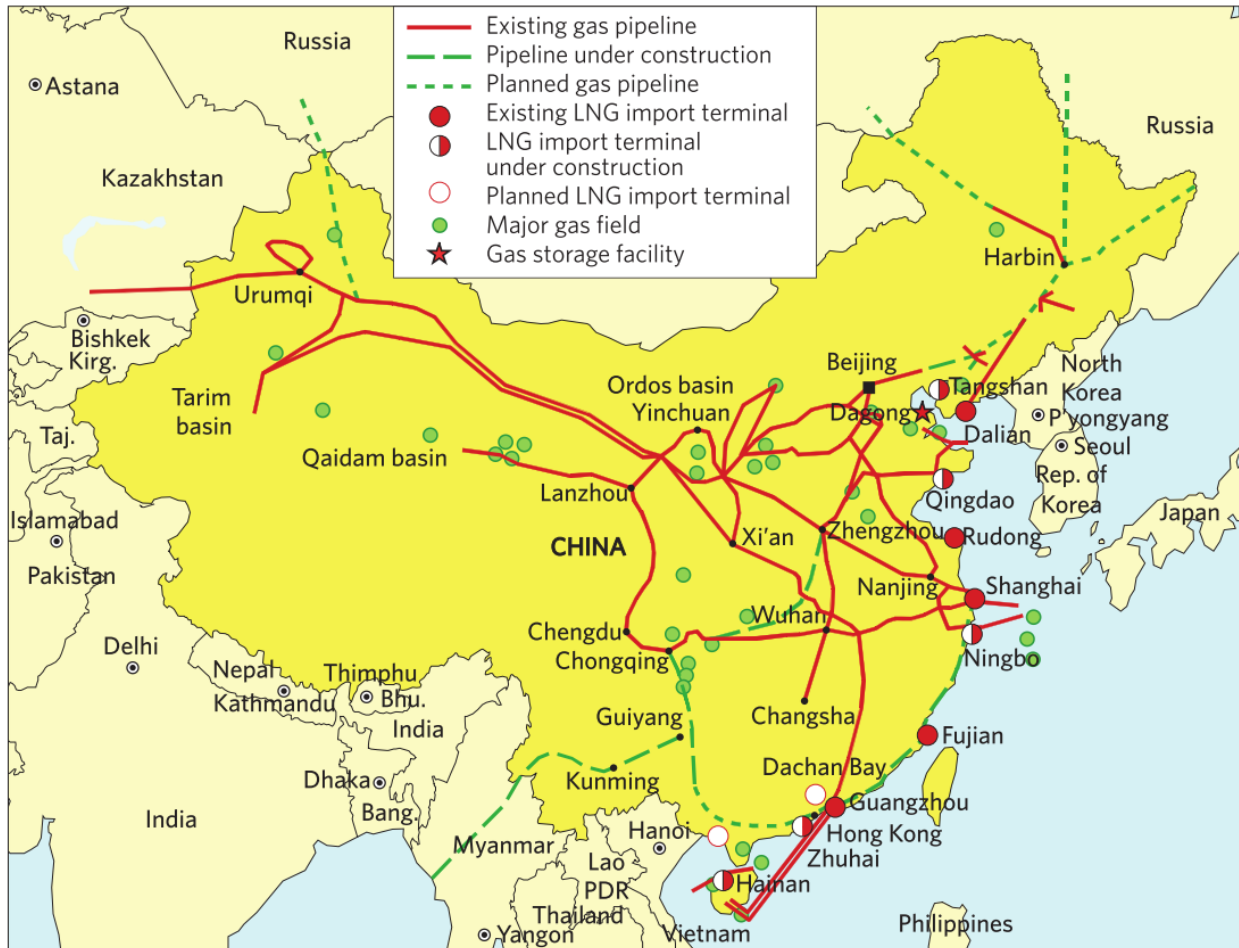 Existing gas pipeline
Pipeline under construction
Planned gas pipeline
Existing LNG import terminal
LNG import terminal
under construction
Planned LNG import terminal
Major gas field
Gas storage facility
Russia
Astana
Kazakhstan
Russia
Harbin
Urumqi
Bishkek
Kirg.
Tarim
basin
Taj.
Ordos basin
Yinchuan
Beijing
Tangshan
Dagong
Dalian
North
Korea
P'yongyang
Seoul
Rep. of
Korea
Japan
Qaidam basin
Lanzhou
Qingdao
Islamabad
Pakistan
CHINA
Xi'an
Zhengzhou
Rudong
Nanjing
Shanghai
Delhi
Nepal
Kathmandu
Thimphu
Bhu.
India
Chengdu
Chongqing
Wuhan
Ningbo
Guiyang
Changsha
Fujian
Kunming
Dachan Bay
Guangzhou
Hong Kong
Zhuhai
Dhaka
Bang.
India
Myanmar
Hanoi
Lao
PDR
Hainan
Thailand
Yangon
Vietnam
Philippines